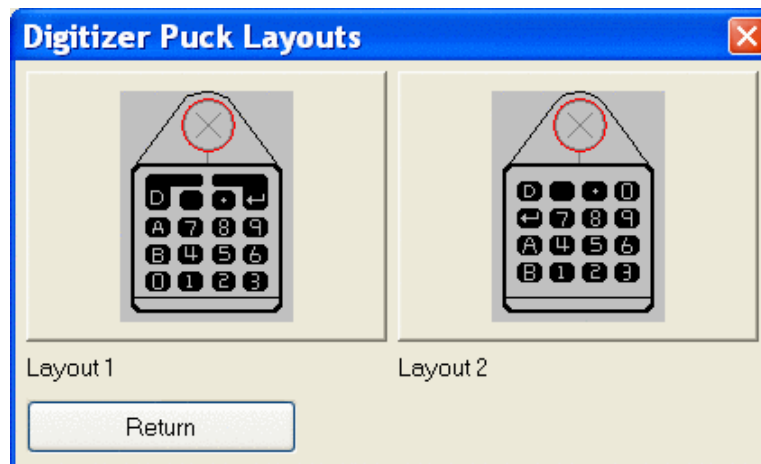 Digitizer Puck Layouts
D . ↵
A 7 8 9
B 4 5 6
0 1 2 3
D . 0
↵ 7 8 9
A 4 5 6
B 1 2 3
Layout 1
Layout 2
Return